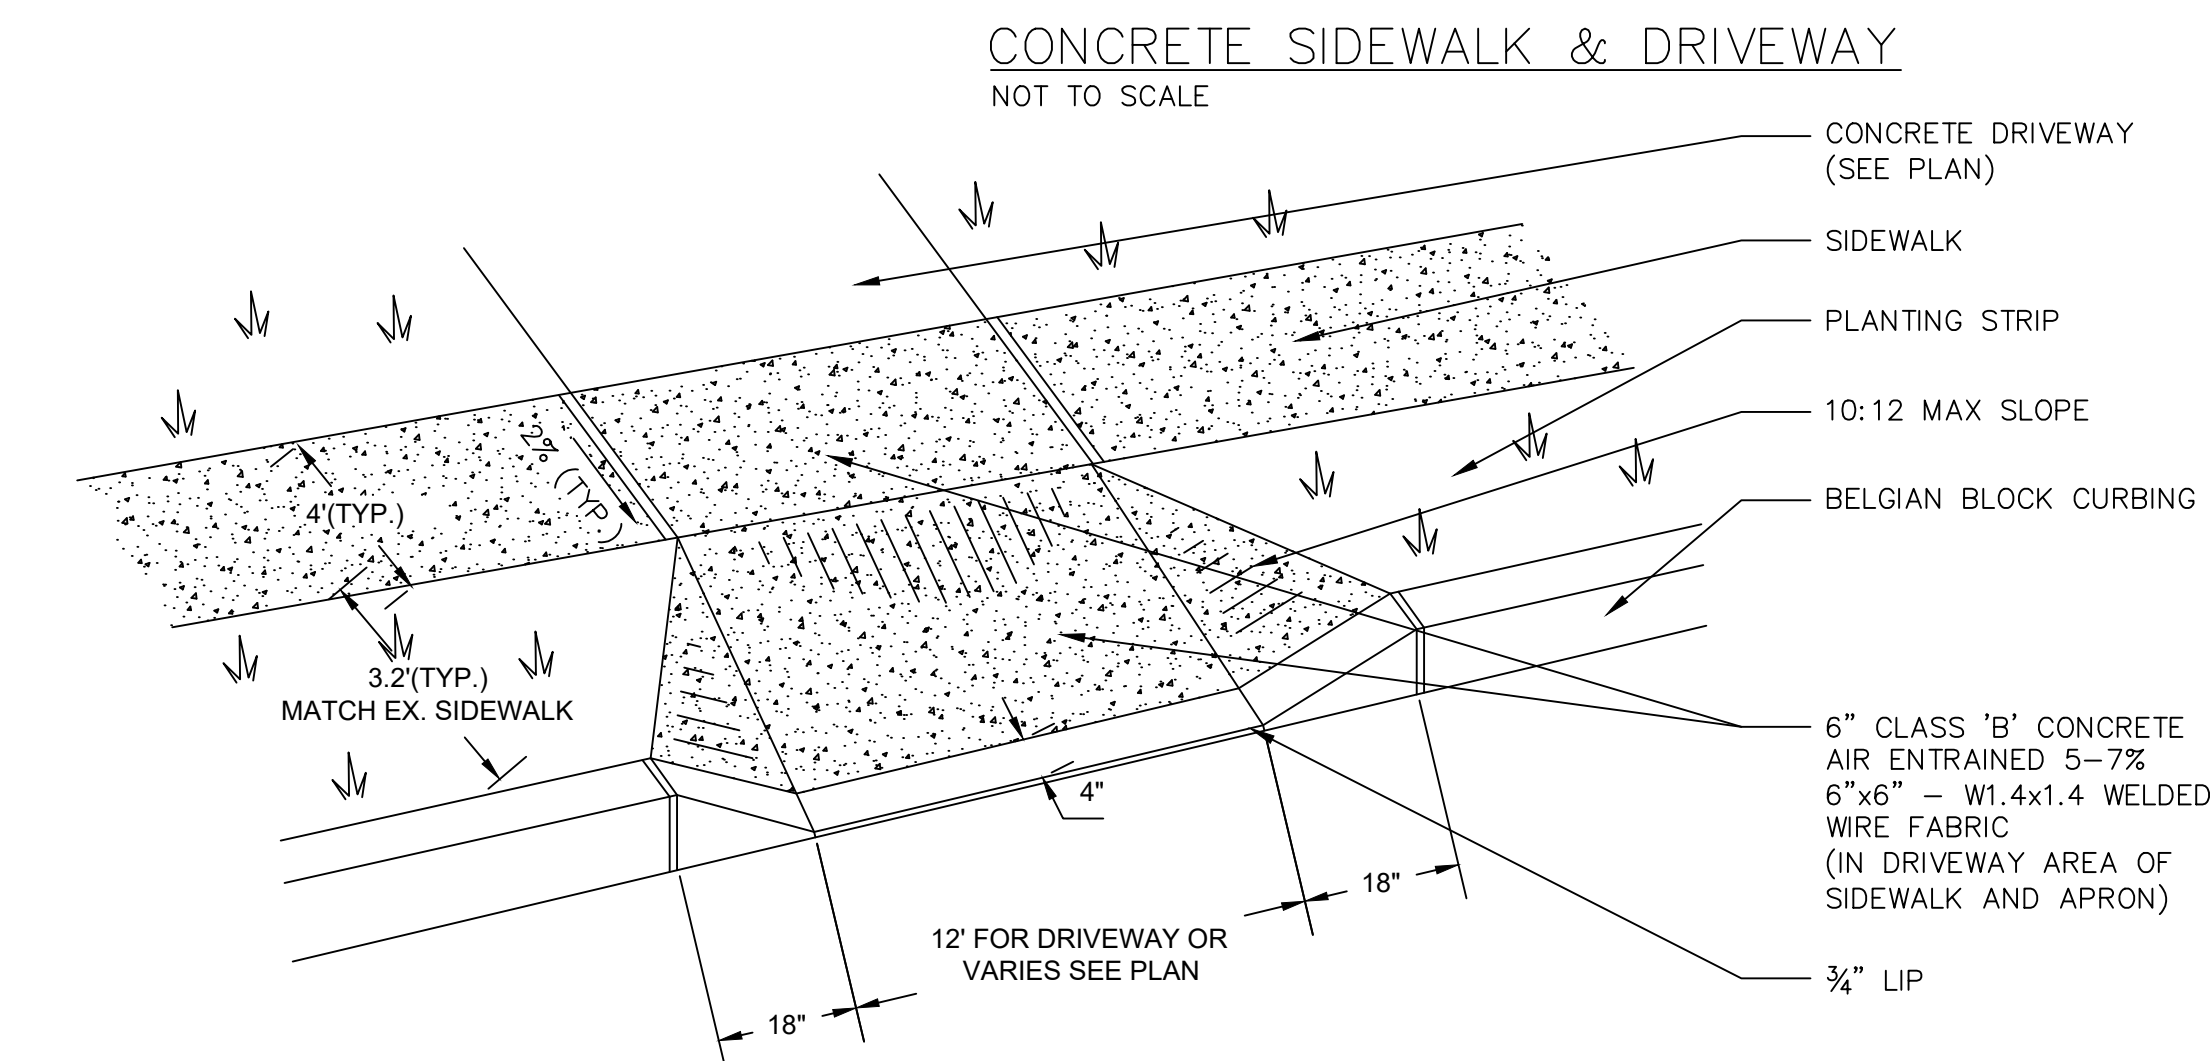 CONCRETE SIDEWALK & DRIVEWAY
NOT TO SCALE
CONCRETE DRIVEWAY
(SEE PLAN)
SIDEWALK
PLANTING STRIP
10:12 MAX SLOPE
BELGIAN BLOCK CURBING
2% (TYP.)
4'(TYP.)
3.2'(TYP.)
MATCH EX. SIDEWALK
6" CLASS 'B' CONCRETE
AIR ENTRAINED 5–7%
6"x6" – W1.4x1.4 WELDED
WIRE FABRIC
(IN DRIVEWAY AREA OF
SIDEWALK AND APRON)
4"
18"
12' FOR DRIVEWAY OR
VARIES SEE PLAN
18"
¾" LIP